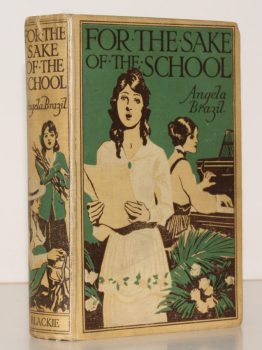 FOR·THE·SAKE
OF·THE·SCHOOL
Angela Brazil
FOR·THE
SAKE
OF·THE
SCHOOL
Angela Brazil
BLACKIE